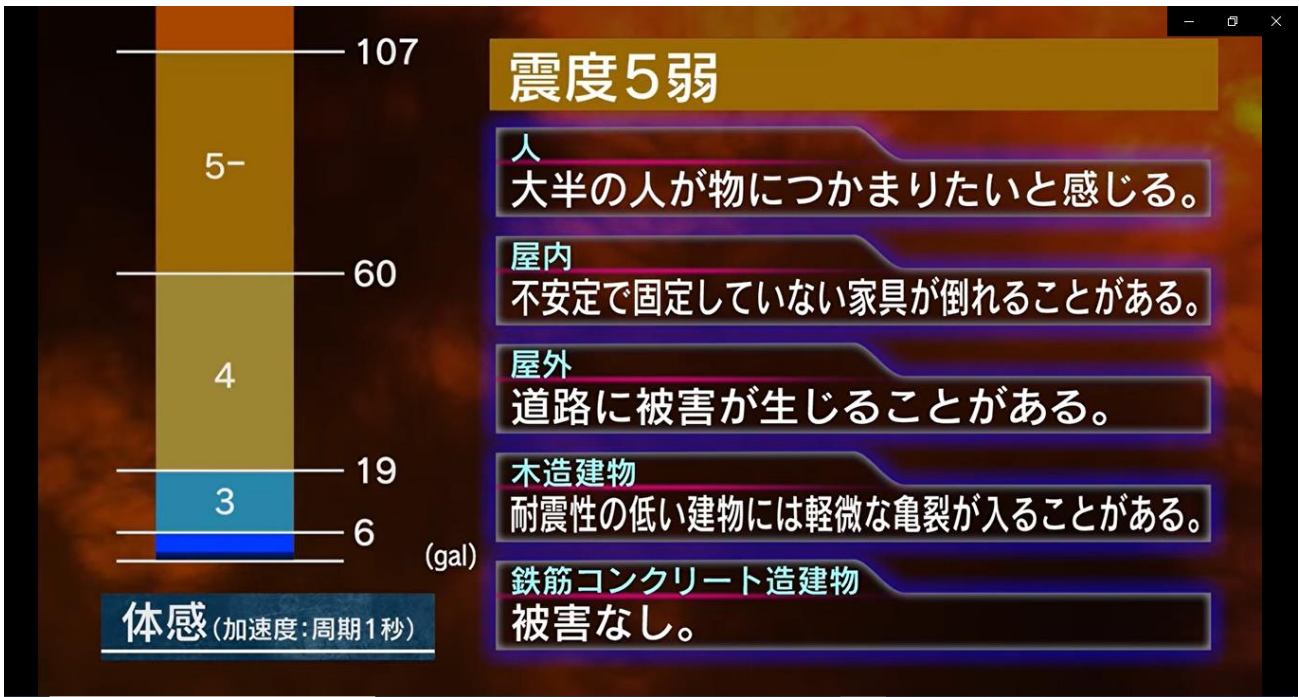 107
5-
60
4
19
3
6
(gal)
体感(加速度:周期1秒)
震度5弱
人
大半の人が物につかまりたいと感じる。
屋内
不安定で固定していない家具が倒れることがある。
屋外
道路に被害が生じることがある。
木造建物
耐震性の低い建物には軽微な亀裂が入ることがある。
鉄筋コンクリート造建物
被害なし。